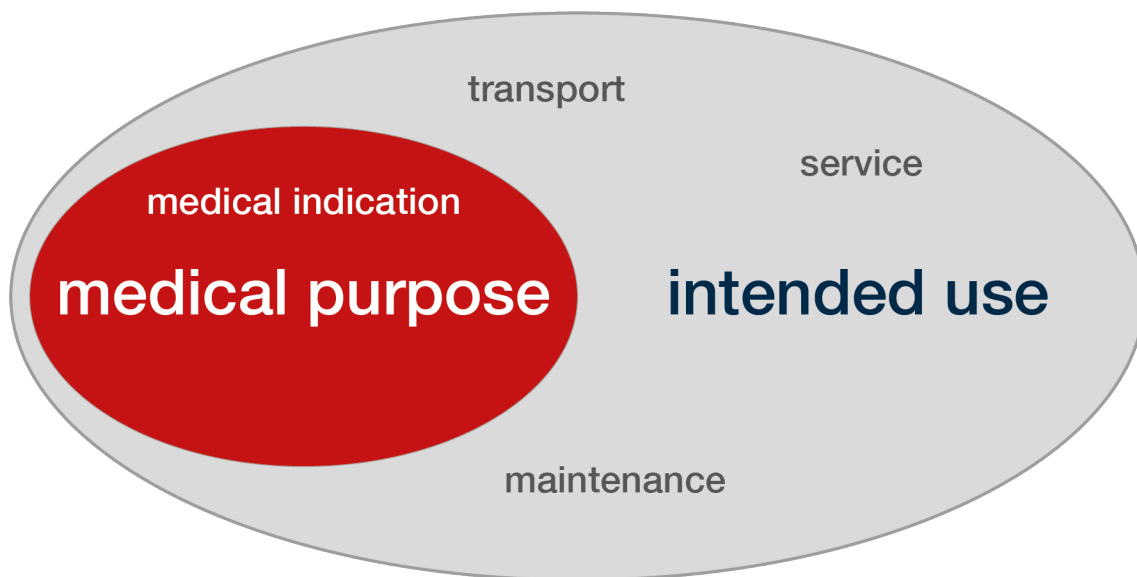 transport
service
medical indication
medical purpose
intended use
maintenance